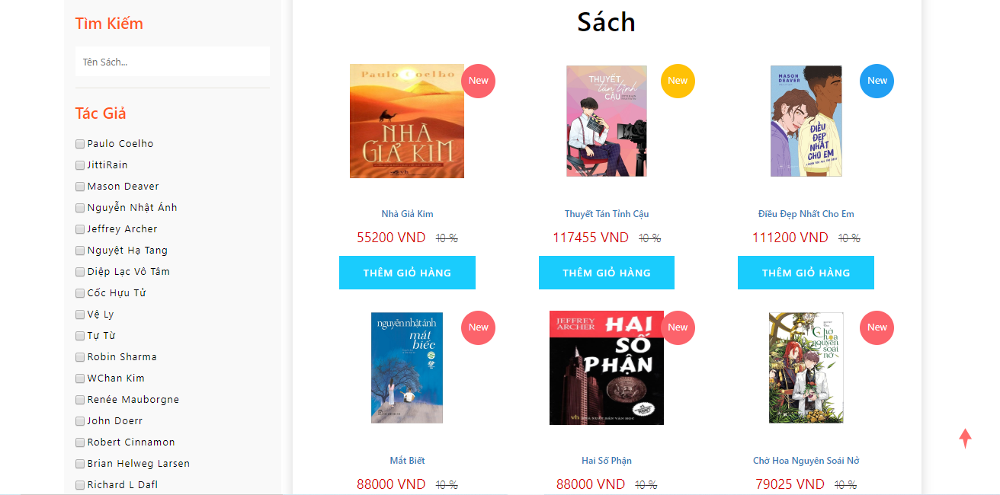 Tìm Kiếm
Tên Sách...
Tác Giả
Paulo Coelho
JittiRain
Mason Deaver
Nguyễn Nhật Ánh
Jeffrey Archer
Nguyệt Hạ Tang
Diệp Lạc Vô Tâm
Cốc Hựu Tử
Vệ Ly
Tự Từ
Robin Sharma
WChan Kim
Renée Mauborgne
John Doerr
Robert Cinnamon
Brian Helweg Larsen
Richard L Dafl
Sách
Paulo Coelho
NHÀ
GIẢ KIM
New
THUYẾT
tán tỉnh
CẬU
New
MASON
DEAVER
ĐIỀU
ĐẸP
NHẤT
CHO EM
New
Nhà Giả Kim
Thuyết Tán Tỉnh Cậu
Điều Đẹp Nhất Cho Em
55200 VND 10 %
117455 VND 10 %
111200 VND 10 %
THÊM GIỎ HÀNG
THÊM GIỎ HÀNG
THÊM GIỎ HÀNG
nguyễn nhật ánh
mắt
biếc
New
JEFFREY
ARCHER
HAI
SỐ
PHẬN
New
Chờ hoa
nguyên
soái
nở
New
Mắt Biết
Hai Số Phận
Chờ Hoa Nguyên Soái Nở
88000 VND 10 %
88000 VND 10 %
79025 VND 10 %